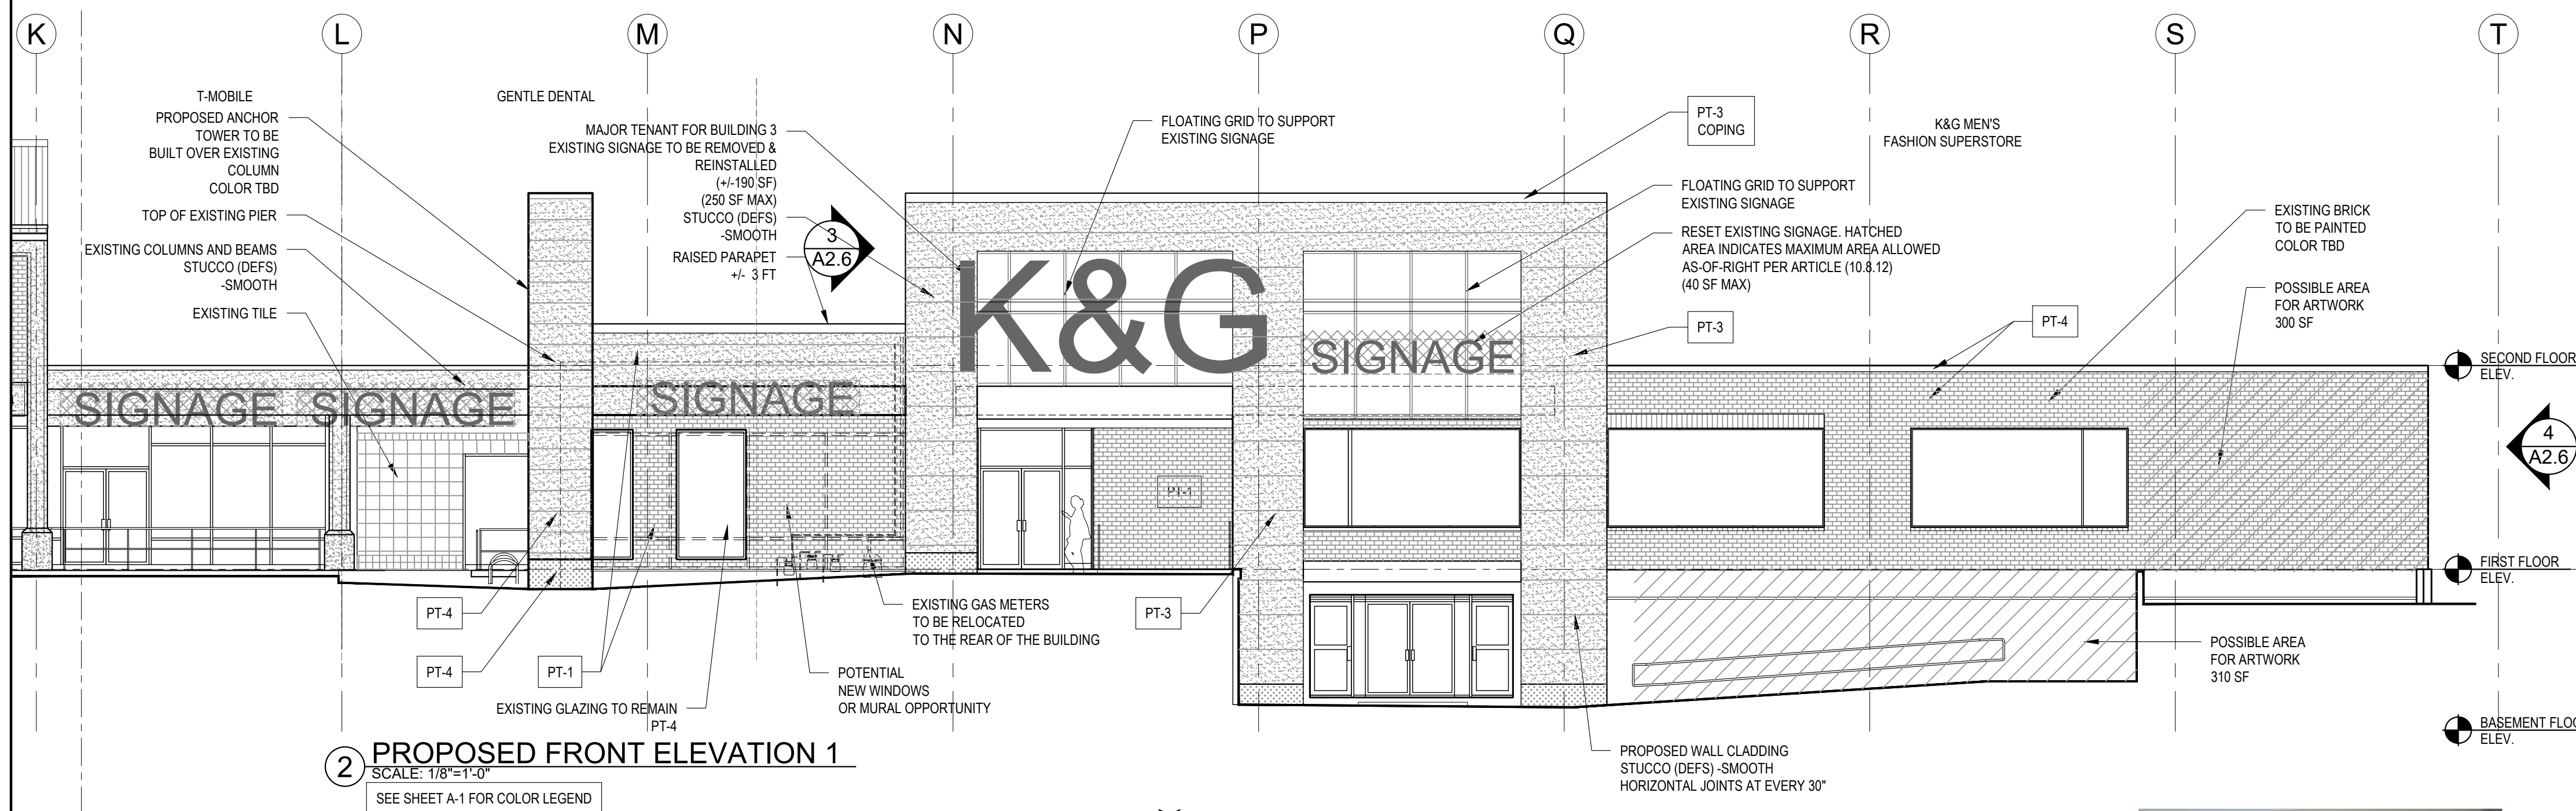 K
L
M
N
P
Q
R
S
T
T-MOBILE
PROPOSED ANCHOR
TOWER TO BE
BUILT OVER EXISTING
COLUMN
COLOR TBD
TOP OF EXISTING PIER
EXISTING COLUMNS AND BEAMS
STUCCO (DEFS)
-SMOOTH
EXISTING TILE
GENTLE DENTAL
MAJOR TENANT FOR BUILDING 3
EXISTING SIGNAGE TO BE REMOVED &
REINSTALLED
(+/-190 SF)
(250 SF MAX)
STUCCO (DEFS)
-SMOOTH
RAISED PARAPET
+/- 3 FT
3
A2.6
FLOATING GRID TO SUPPORT
EXISTING SIGNAGE
PT-3
COPING
K&G MEN'S
FASHION SUPERSTORE
FLOATING GRID TO SUPPORT
EXISTING SIGNAGE
RESET EXISTING SIGNAGE. HATCHED
AREA INDICATES MAXIMUM AREA ALLOWED
AS-OF-RIGHT PER ARTICLE (10.8.12)
(40 SF MAX)
PT-3
EXISTING BRICK
TO BE PAINTED
COLOR TBD
POSSIBLE AREA
FOR ARTWORK
300 SF
PT-4
SECOND FLOOR
ELEV.
4
A2.6
FIRST FLOOR
ELEV.
BASEMENT FLOO
ELEV.
SIGNAGE
SIGNAGE
SIGNAGE
K&G
SIGNAGE
PT-1
PT-4
PT-4
PT-1
EXISTING GLAZING TO REMAIN
PT-4
EXISTING GAS METERS
TO BE RELOCATED
TO THE REAR OF THE BUILDING
POTENTIAL
NEW WINDOWS
OR MURAL OPPORTUNITY
PT-3
POSSIBLE AREA
FOR ARTWORK
310 SF
PROPOSED WALL CLADDING
STUCCO (DEFS) -SMOOTH
HORIZONTAL JOINTS AT EVERY 30"
2
PROPOSED FRONT ELEVATION 1
SCALE: 1/8"=1'-0"
SEE SHEET A-1 FOR COLOR LEGEND